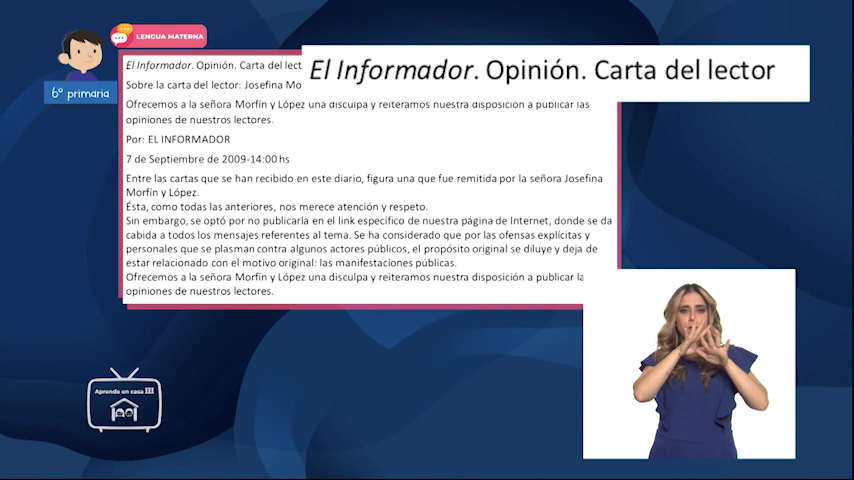 LENGUA MATERNA
6º primaria
El Informador. Opinión. Carta del lect
El Informador. Opinión. Carta del lector
Sobre la carta del lector: Josefina Mo
Ofrecemos a la señora Morfín y López una disculpa y reiteramos nuestra disposición a publicar las
opiniones de nuestros lectores.
Por: EL INFORMADOR
7 de Septiembre de 2009-14:00 hs
Entre las cartas que se han recibido en este diario, figura una que fue remitida por la señora Josefina
Morfín y López.
Ésta, como todas las anteriores, nos merece atención y respeto.
Sin embargo, se optó por no publicarla en el link específico de nuestra página de Internet, donde se da
cabida a todos los mensajes referentes al tema. Se ha considerado que por las ofensas explícitas y
personales que se plasman contra algunos actores públicos, el propósito original se diluye y deja de
estar relacionado con el motivo original: las manifestaciones públicas.
Ofrecemos a la señora Morfín y López una disculpa y reiteramos nuestra disposición a publicar la
opiniones de nuestros lectores.
Aprende en casa III